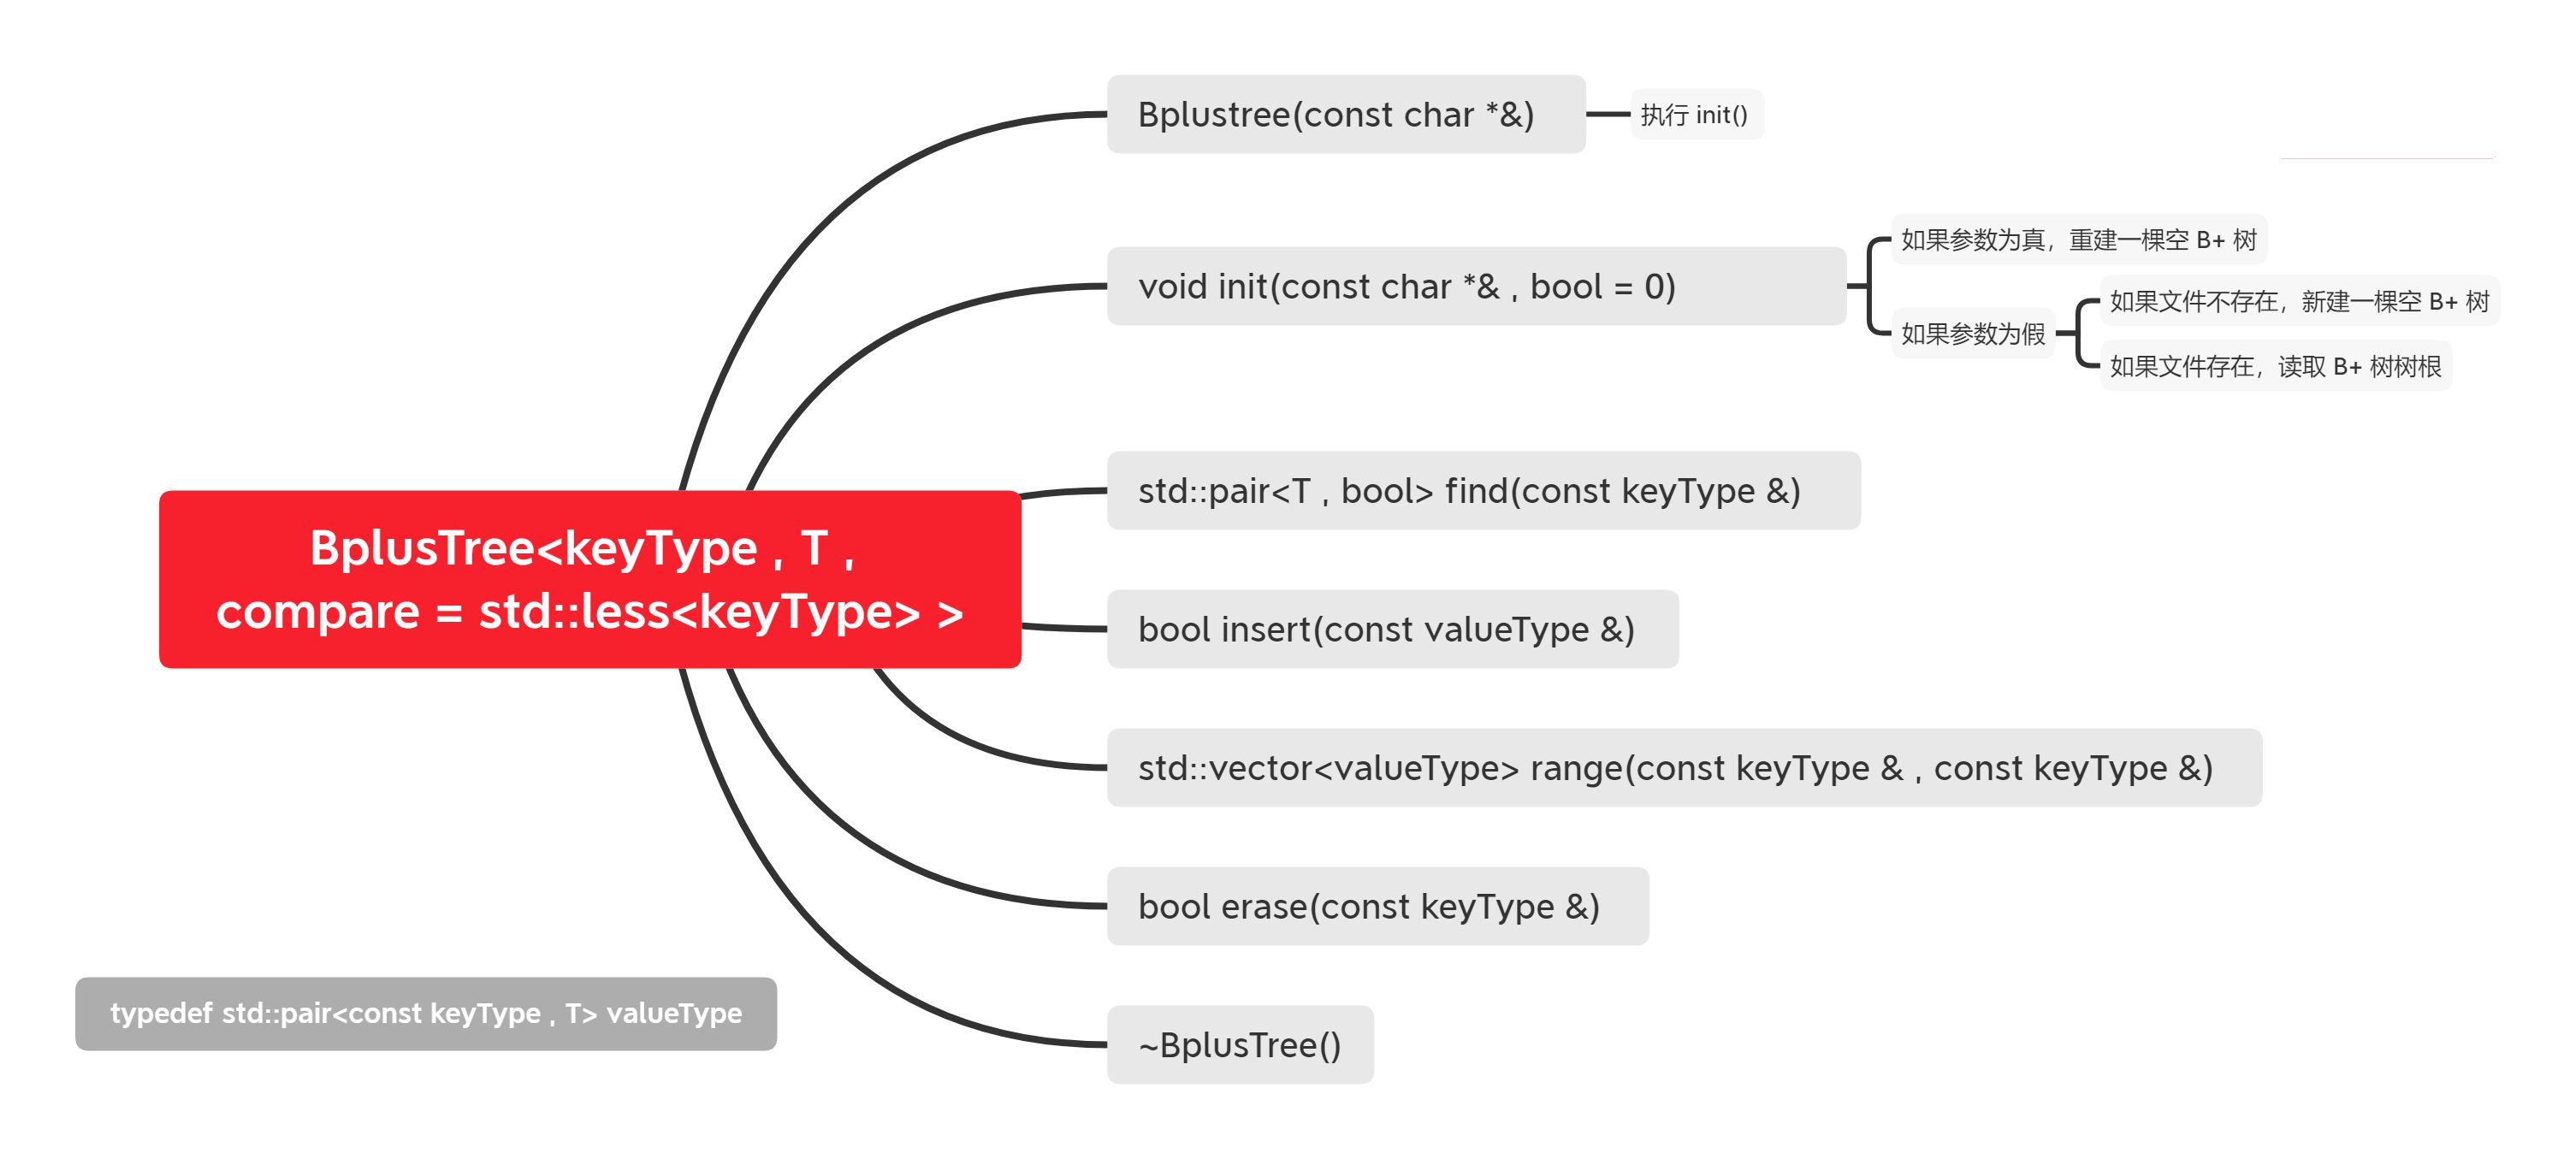 Bplustree(const char *&)
执行 init()
void init(const char *& , bool = 0)
如果参数为真，重建一棵空 B+ 树
如果参数为假
如果文件不存在，新建一棵空 B+ 树
如果文件存在，读取 B+ 树树根
std::pair<T , bool> find(const keyType &)
BplusTree<keyType , T ,
compare = std::less<keyType> >
bool insert(const valueType &)
std::vector<valueType> range(const keyType & , const keyType &)
bool erase(const keyType &)
typedef std::pair<const keyType , T> valueType
~BplusTree()